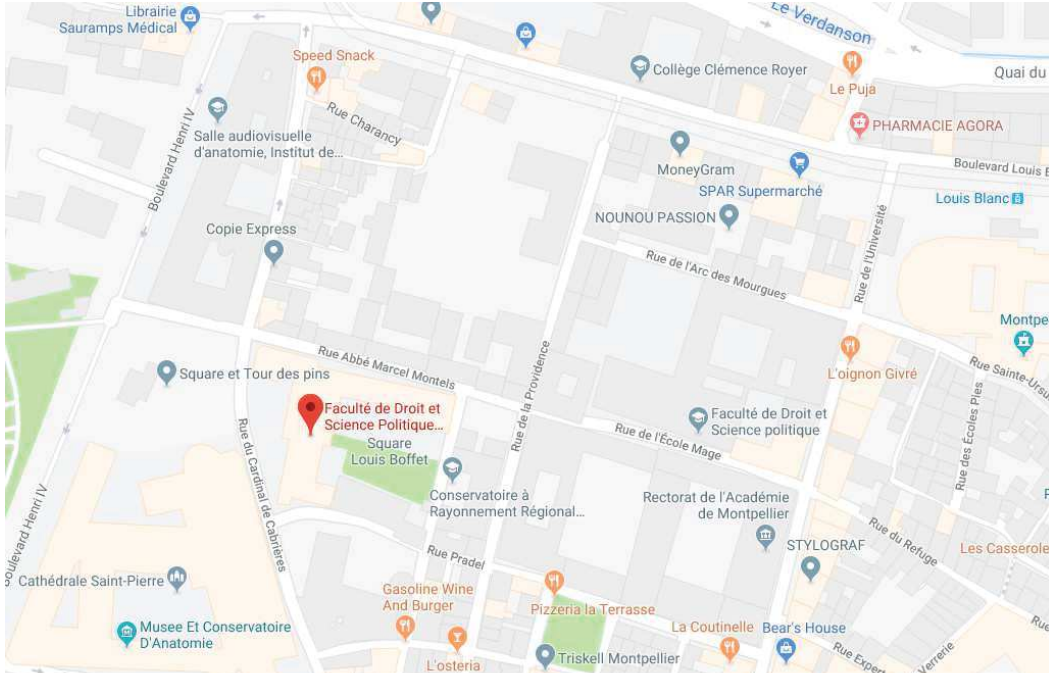 Librairie
Sauramps Médical
Le Verdanson
Speed Snack
Collège Clémence Royer
Quai du
Le Puja
Rue Charancy
PHARMACIE AGORA
Salle audiovisuelle
d'anatomie, Institut de...
Boulevard Henri IV
MoneyGram
Boulevard Louis B
SPAR Supermarché
Louis Blanc
NOUNOU PASSION
Copie Express
Rue de l'Université
Rue de l'Arc des Mourgues
Montpe
Rue Abbé Marcel Montels
Rue de la Providence
L'oignon Givré
Rue Sainte-Ursu
Square et Tour des pins
Faculté de Droit et
Science Politique...
Faculté de Droit et
Science politique
Rue des Écoles Pies
Rue de l'École Mage
Square
Louis Boffet
Rue du Cardinal de Cabrières
Conservatoire à
Rayonnement Régional...
Rectorat de l'Académie
de Montpellier
Boulevard Henri IV
Rue du Refuge
STYLOGRAF
Les Casserole
Rue Pradel
Cathédrale Saint-Pierre
Gasoline Wine
And Burger
Pizzeria la Terrasse
Musee Et Conservatoire
D'Anatomie
La Coutinelle
Bear's House
Rue
Verrerie
L'osteria
Triskell Montpellier
Rue Expert